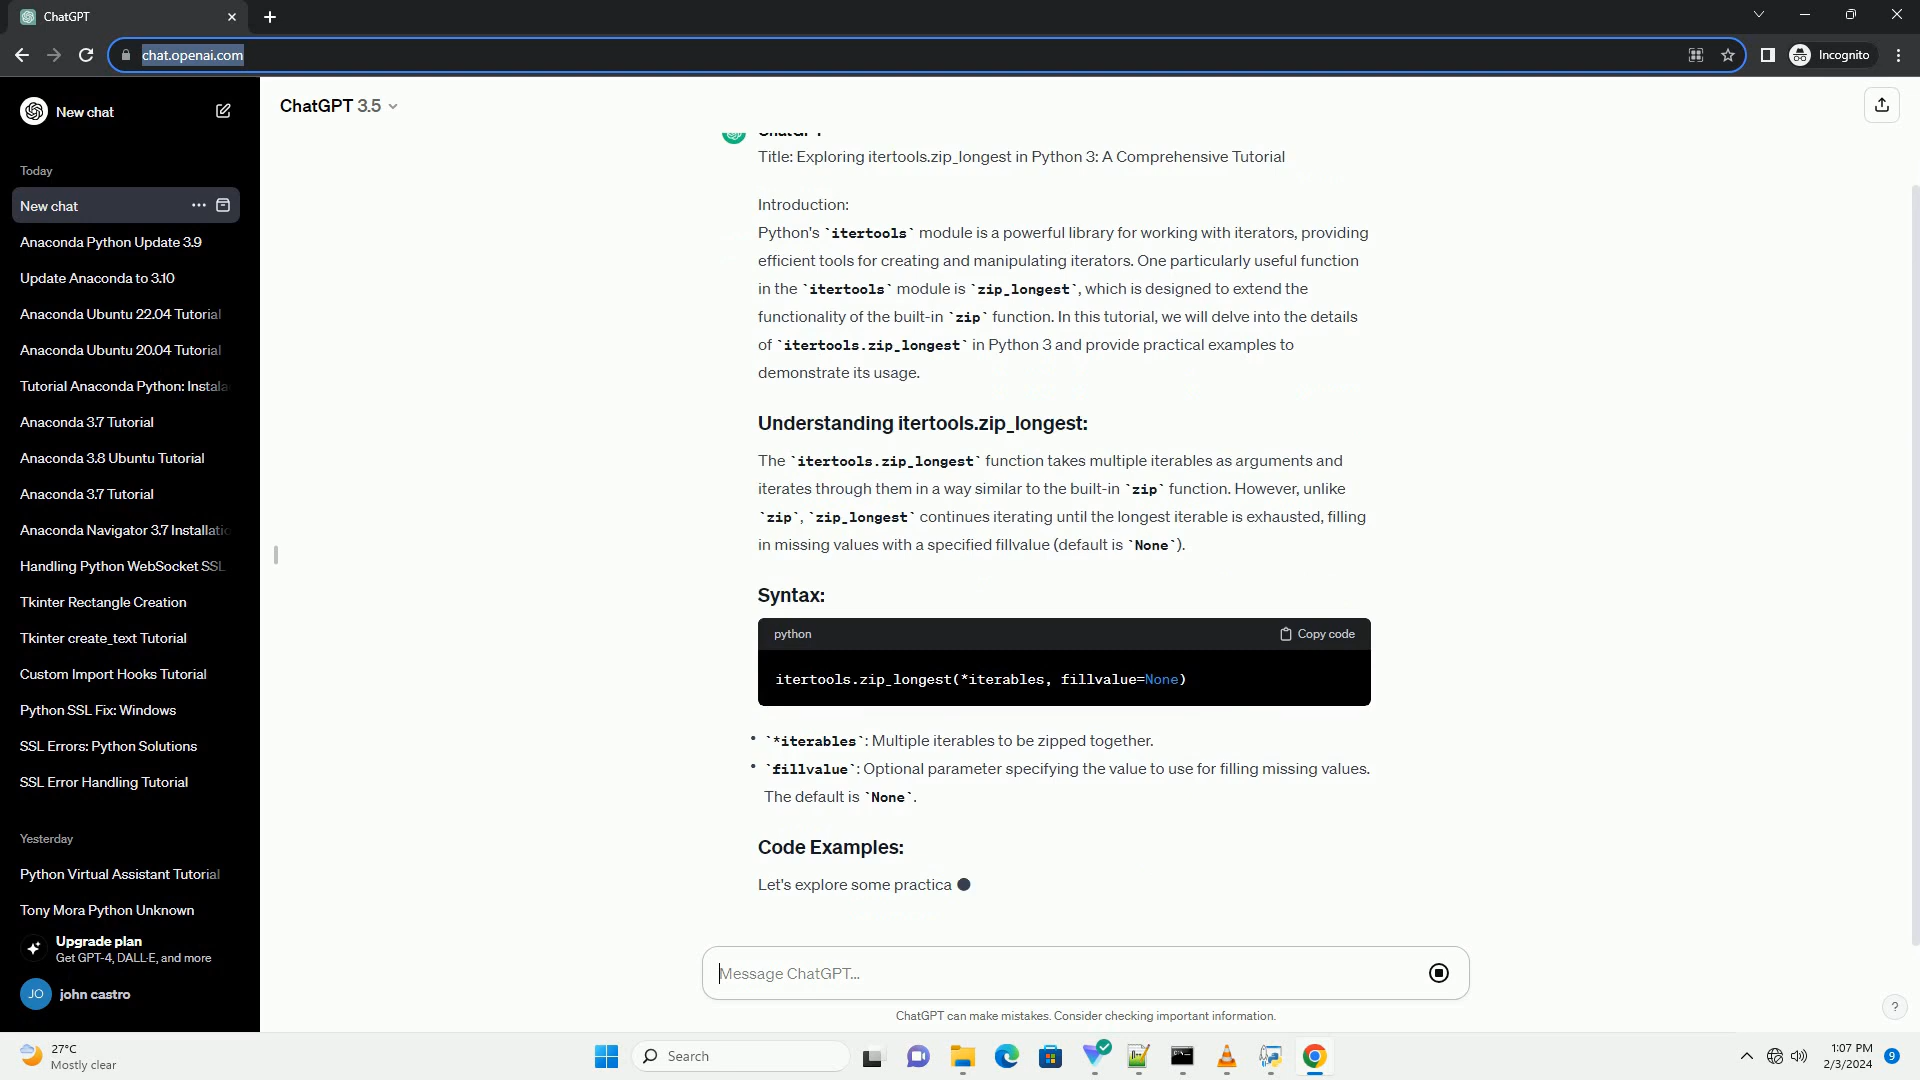 ChatGPT
chat.openai.com
Incognito
New chat
Today
New chat
Anaconda Python Update 3.9
Update Anaconda to 3.10
Anaconda Ubuntu 22.04 Tutorial
Anaconda Ubuntu 20.04 Tutorial
Tutorial Anaconda Python: Instala
Anaconda 3.7 Tutorial
Anaconda 3.8 Ubuntu Tutorial
Anaconda 3.7 Tutorial
Anaconda Navigator 3.7 Installatio
Handling Python WebSocket SSL
Tkinter Rectangle Creation
Tkinter create_text Tutorial
Custom Import Hooks Tutorial
Python SSL Fix: Windows
SSL Errors: Python Solutions
SSL Error Handling Tutorial
Yesterday
Python Virtual Assistant Tutorial
Tony Mora Python Unknown
Upgrade plan
Get GPT-4, DALL·E, and more
JO john castro
ChatGPT 3.5
ChatGPT
Title: Exploring itertools.zip_longest in Python 3: A Comprehensive Tutorial
Introduction:
Python's `itertools` module is a powerful library for working with iterators, providing
efficient tools for creating and manipulating iterators. One particularly useful function
in the `itertools` module is `zip_longest`, which is designed to extend the
functionality of the built-in `zip` function. In this tutorial, we will delve into the details
of `itertools.zip_longest` in Python 3 and provide practical examples to
demonstrate its usage.
Understanding itertools.zip_longest:
The `itertools.zip_longest` function takes multiple iterables as arguments and
iterates through them in a way similar to the built-in `zip` function. However, unlike
`zip`, `zip_longest` continues iterating until the longest iterable is exhausted, filling
in missing values with a specified fillvalue (default is `None`).
Syntax:
python Copy code
itertools.zip_longest(*iterables, fillvalue=None)
• `*iterables`: Multiple iterables to be zipped together.
• `fillvalue`: Optional parameter specifying the value to use for filling missing values.
The default is `None`.
Code Examples:
Let's explore some practica
Message ChatGPT...
ChatGPT can make mistakes. Consider checking important information.
?
27°C
Mostly clear
Search
1:07 PM
2/3/2024
9